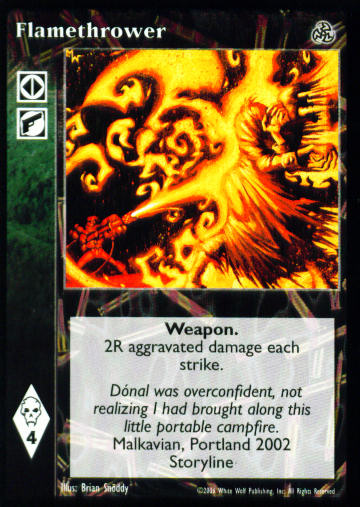 Flamethrower
Weapon.
2R aggravated damage each
strike.
Dónal was overconfident, not
realizing I had brought along this
little portable campfire.
Malkavian, Portland 2002
Storyline
4
Illus: Brian Snōddy
©2006 White Wolf Publishing, Inc. All Rights Reserved.